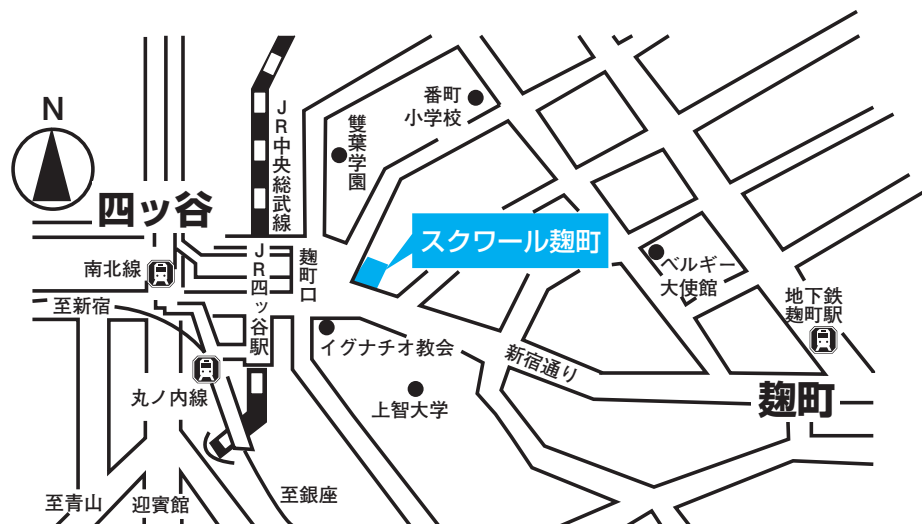 N
四ッ谷
南北線
至新宿
丸ノ内線
至青山
迎賓館
至銀座
JR中央総武線
JR四ッ谷駅
麹町口
雙葉学園
番町
小学校
スクワール麹町
イグナチオ教会
上智大学
新宿通り
ベルギー
大使館
地下鉄
麹町駅
麹町